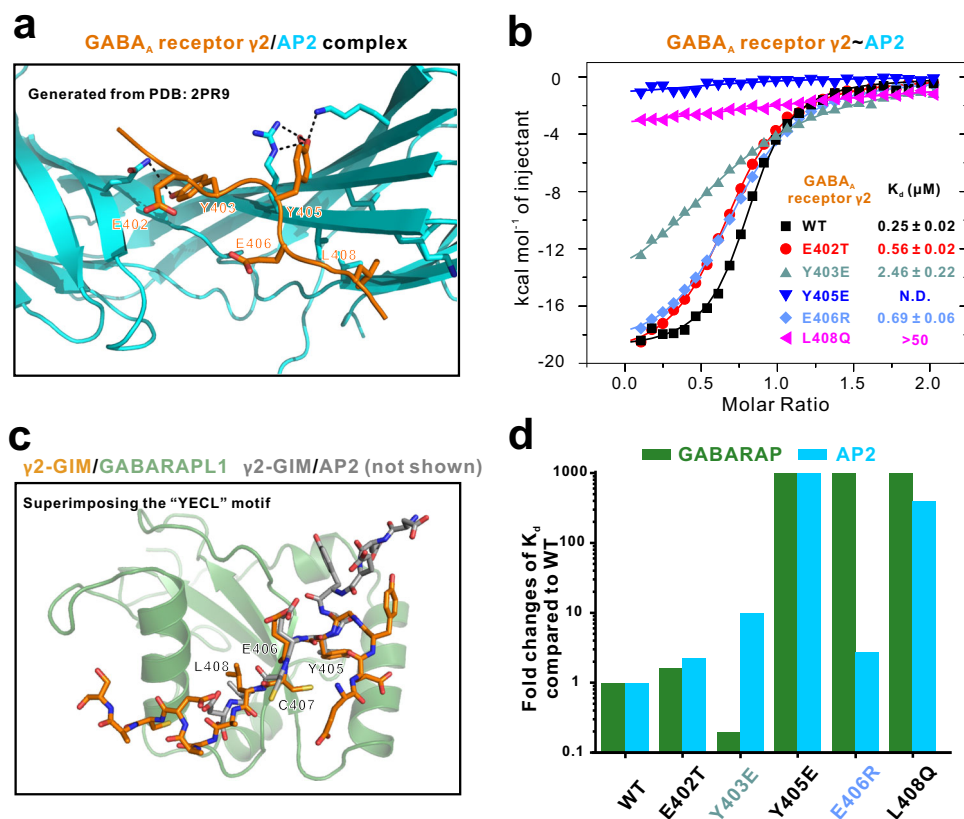 a
GABAA receptor γ2/AP2 complex
Generated from PDB: 2PR9
E402
Y403
Y405
E406
L408
b
GABAA receptor γ2~AP2
kcal mol-1 of injectant
0
-4
-8
-12
-16
-20
0.0 0.5 1.0 1.5 2.0
Molar Ratio
GABAA receptor γ2 Kd (μM)
WT 0.25 ± 0.02
E402T 0.56 ± 0.02
Y403E 2.46 ± 0.22
Y405E N.D.
E406R 0.69 ± 0.06
L408Q >50
c
γ2-GIM/GABARAPL1 γ2-GIM/AP2 (not shown)
Superimposing the “YECL” motif
E406
L408
Y405
C407
d
GABARAP AP2
Fold changes of Kd
compared to WT
1000
100
10
1
0.1
WT E402T Y403E Y405E E406R L408Q